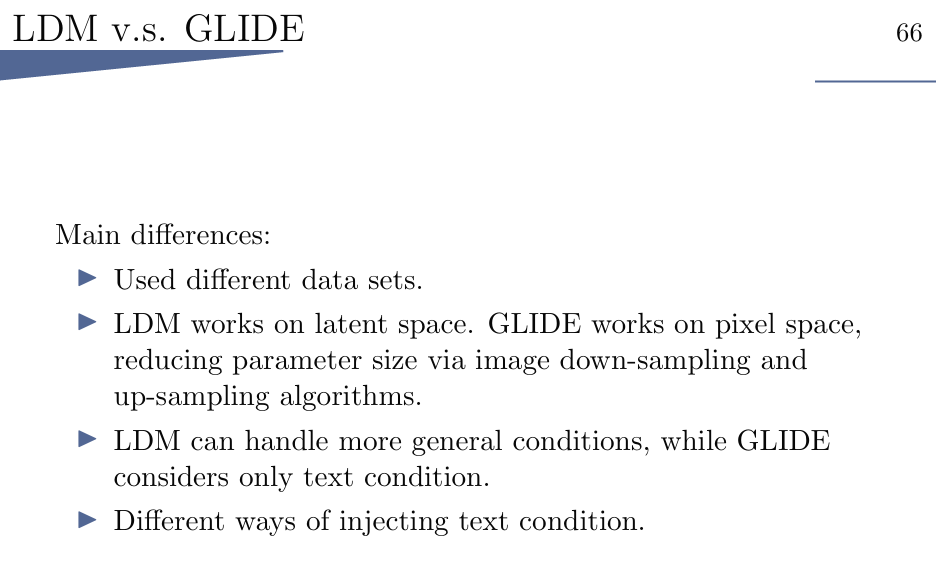 LDM v.s. GLIDE
66
Main differences:
Used different data sets.
LDM works on latent space. GLIDE works on pixel space,
reducing parameter size via image down-sampling and
up-sampling algorithms.
LDM can handle more general conditions, while GLIDE
considers only text condition.
Different ways of injecting text condition.